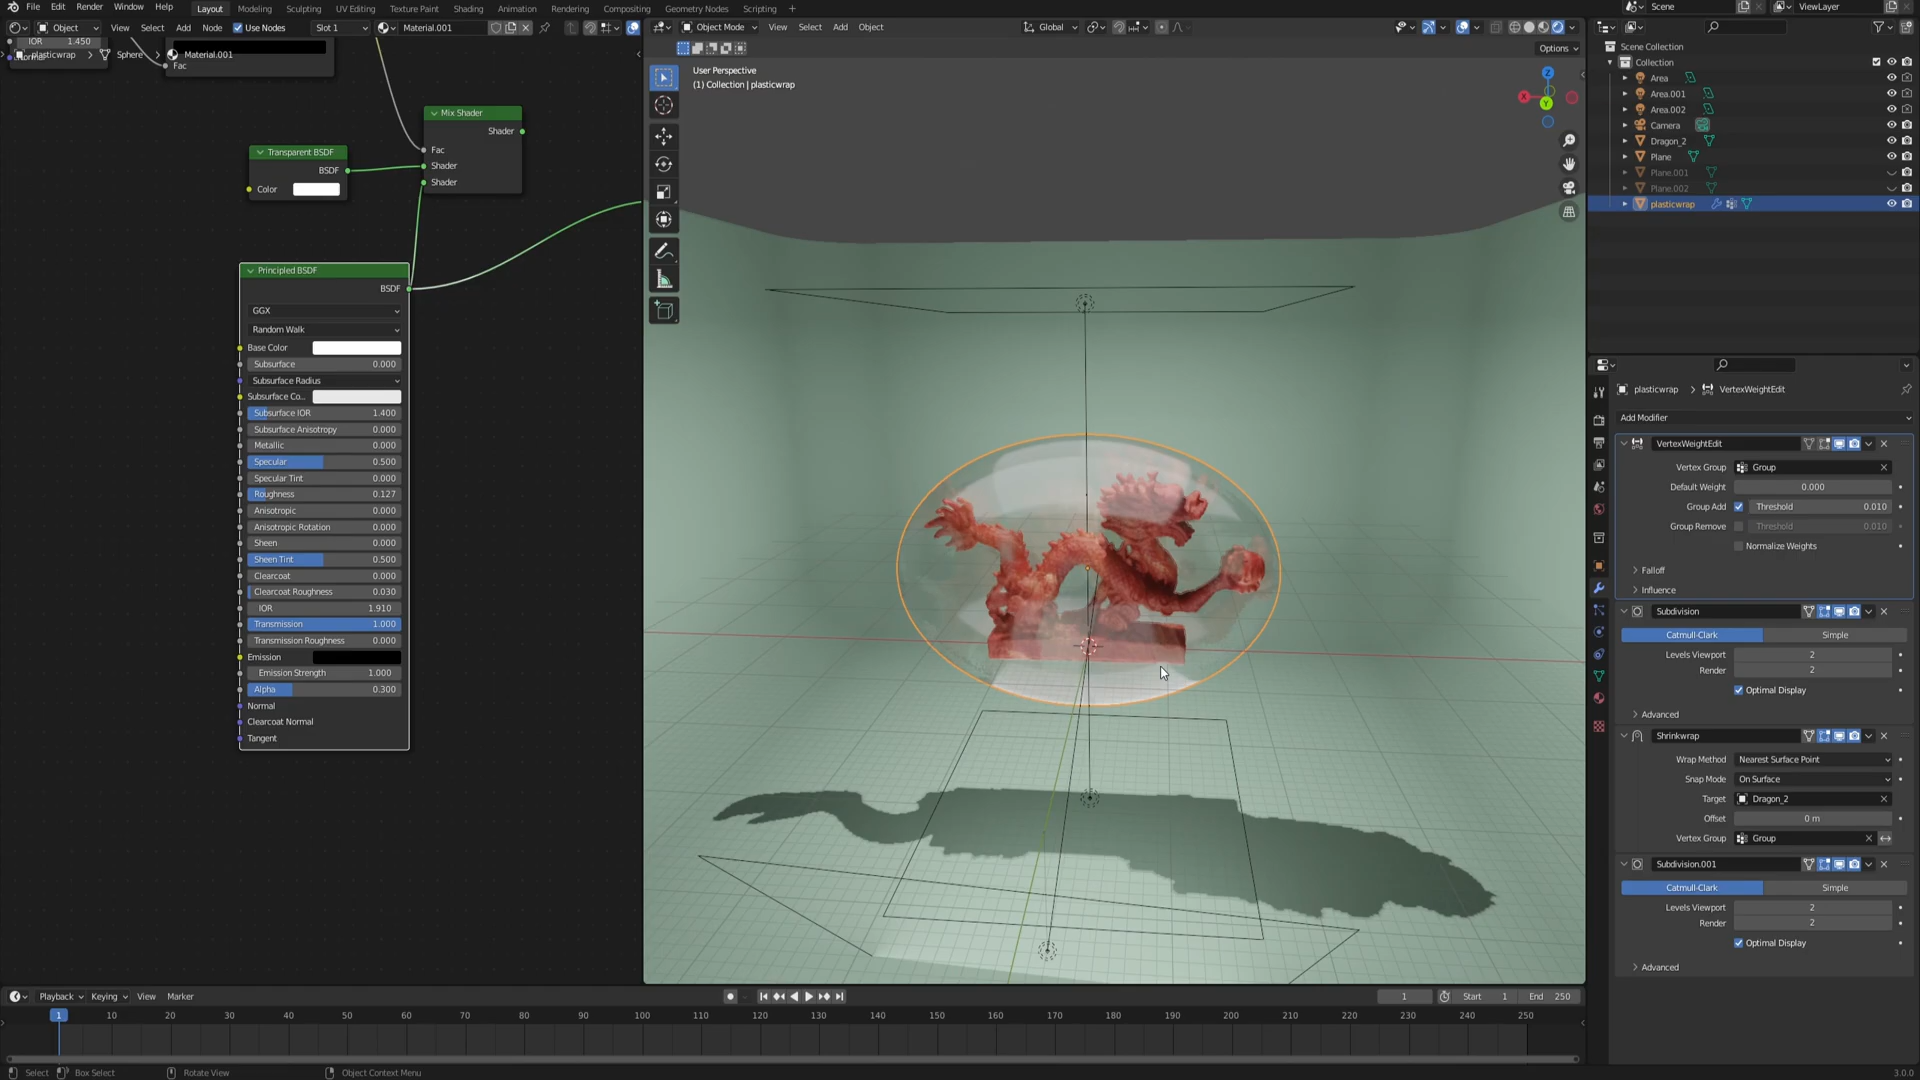 File Edit Render Window Help Layout Modeling Sculpting UV Editing Texture Paint Shading Animation Rendering Compositing Geometry Nodes Scripting + Scene ViewLayer
Object View Select Add Node Use Nodes Slot 1 Material.001 Object Mode View Select Add Object Global
Options
IOR 1.450
plasticwrap Sphere Material.001
Fac
Mix Shader
Shader
Fac
Shader
Shader
Transparent BSDF
BSDF
Color
Principled BSDF
BSDF
GGX
Random Walk
Base Color
Subsurface 0.000
Subsurface Radius
Subsurface Co...
Subsurface IOR 1.400
Subsurface Anisotropy 0.000
Metallic 0.000
Specular 0.500
Specular Tint 0.000
Roughness 0.127
Anisotropic 0.000
Anisotropic Rotation 0.000
Sheen 0.000
Sheen Tint 0.500
Clearcoat 0.000
Clearcoat Roughness 0.030
IOR 1.910
Transmission 1.000
Transmission Roughness 0.000
Emission
Emission Strength 1.000
Alpha 0.300
Normal
Clearcoat Normal
Tangent
User Perspective
(1) Collection | plasticwrap
Z
X
Y
Scene Collection
Collection
Area
Area.001
Area.002
Camera
Dragon_2
Plane
Plane.001
Plane.002
plasticwrap
plasticwrap VertexWeightEdit
Add Modifier
VertexWeightEdit
Vertex Group Group
Default Weight 0.000
Group Add Threshold 0.010
Group Remove Threshold 0.010
Normalize Weights
Falloff
Influence
Subdivision
Catmull-Clark Simple
Levels Viewport 2
Render 2
Optimal Display
Advanced
Shrinkwrap
Wrap Method Nearest Surface Point
Snap Mode On Surface
Target Dragon_2
Offset 0 m
Vertex Group Group
Subdivision.001
Catmull-Clark Simple
Levels Viewport 2
Render 2
Optimal Display
Advanced
Playback Keying View Marker 1 Start 1 End 250
1 10 20 30 40 50 60 70 80 90 100 110 120 130 140 150 160 170 180 190 200 210 220 230 240 250
Select Box Select Rotate View Object Context Menu 3.0.0